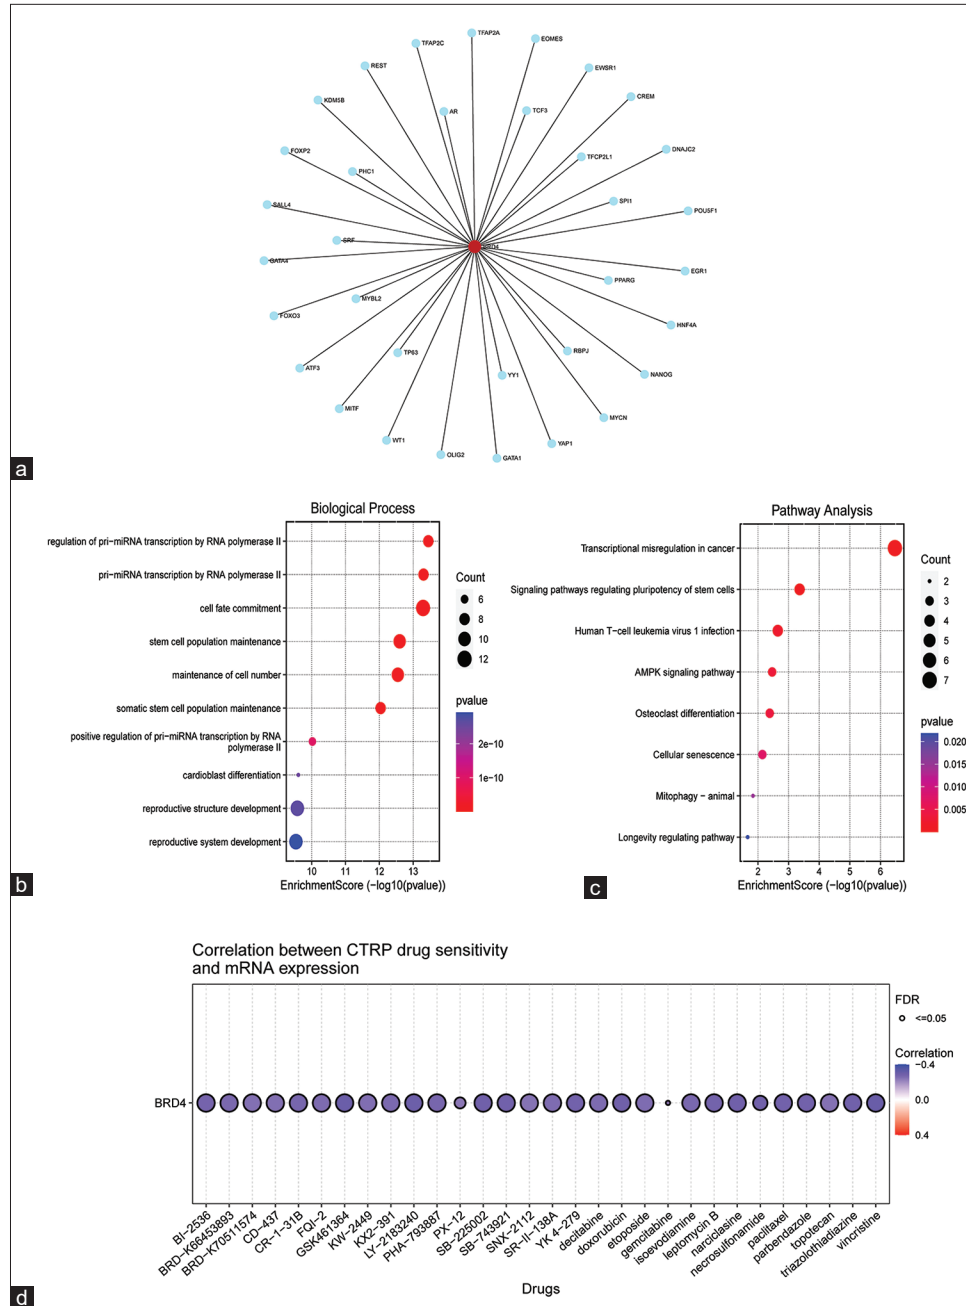 TFAP2A
EOMES
TFAP2C
REST
EWSR1
KDM5B
CREM
AR
TCF3
FOXP2
DNAJC2
TFCP2L1
PHC1
SALL4
SPI1
POU5F1
SRF
BRD4
GATA4
EGR1
PPARG
MYBL2
FOXO3
HNF4A
RBPJ
TP63
ATF3
YY1
NANOG
MITF
MYCN
WT1
YAP1
OLIG2
GATA1
a
Biological Process
regulation of pri-miRNA transcription by RNA polymerase II
pri-miRNA transcription by RNA polymerase II
cell fate commitment
stem cell population maintenance
maintenance of cell number
somatic stem cell population maintenance
positive regulation of pri-miRNA transcription by RNA
polymerase II
cardioblast differentiation
reproductive structure development
reproductive system development
10 11 12 13
EnrichmentScore (−log10(pvalue))
Count
6
8
10
12
pvalue
2e-10
1e-10
b
Pathway Analysis
Transcriptional misregulation in cancer
Signaling pathways regulating pluripotency of stem cells
Human T-cell leukemia virus 1 infection
AMPK signaling pathway
Osteoclast differentiation
Cellular senescence
Mitophagy − animal
Longevity regulating pathway
2 3 4 5 6
EnrichmentScore (−log10(pvalue))
Count
2
3
4
5
6
7
pvalue
0.020
0.015
0.010
0.005
c
Correlation between CTRP drug sensitivity
and mRNA expression
BRD4
BI-2536
BRD-K66453893
BRD-K70511574
CD-437
CR-1-31B
FQI-2
GSK461364
KW-2449
KX2-391
LY-2183240
PHA-793887
PX-12
SB-225002
SB-743921
SNX-2112
SR-II-138A
YK 4-279
decitabine
doxorubicin
etoposide
gemcitabine
isoevodiamine
leptomycin B
narciclasine
necrosulfonamide
paclitaxel
parbendazole
topotecan
triazolothiadiazine
vincristine
Drugs
FDR
<=0.05
Correlation
−0.4
0.0
0.4
d